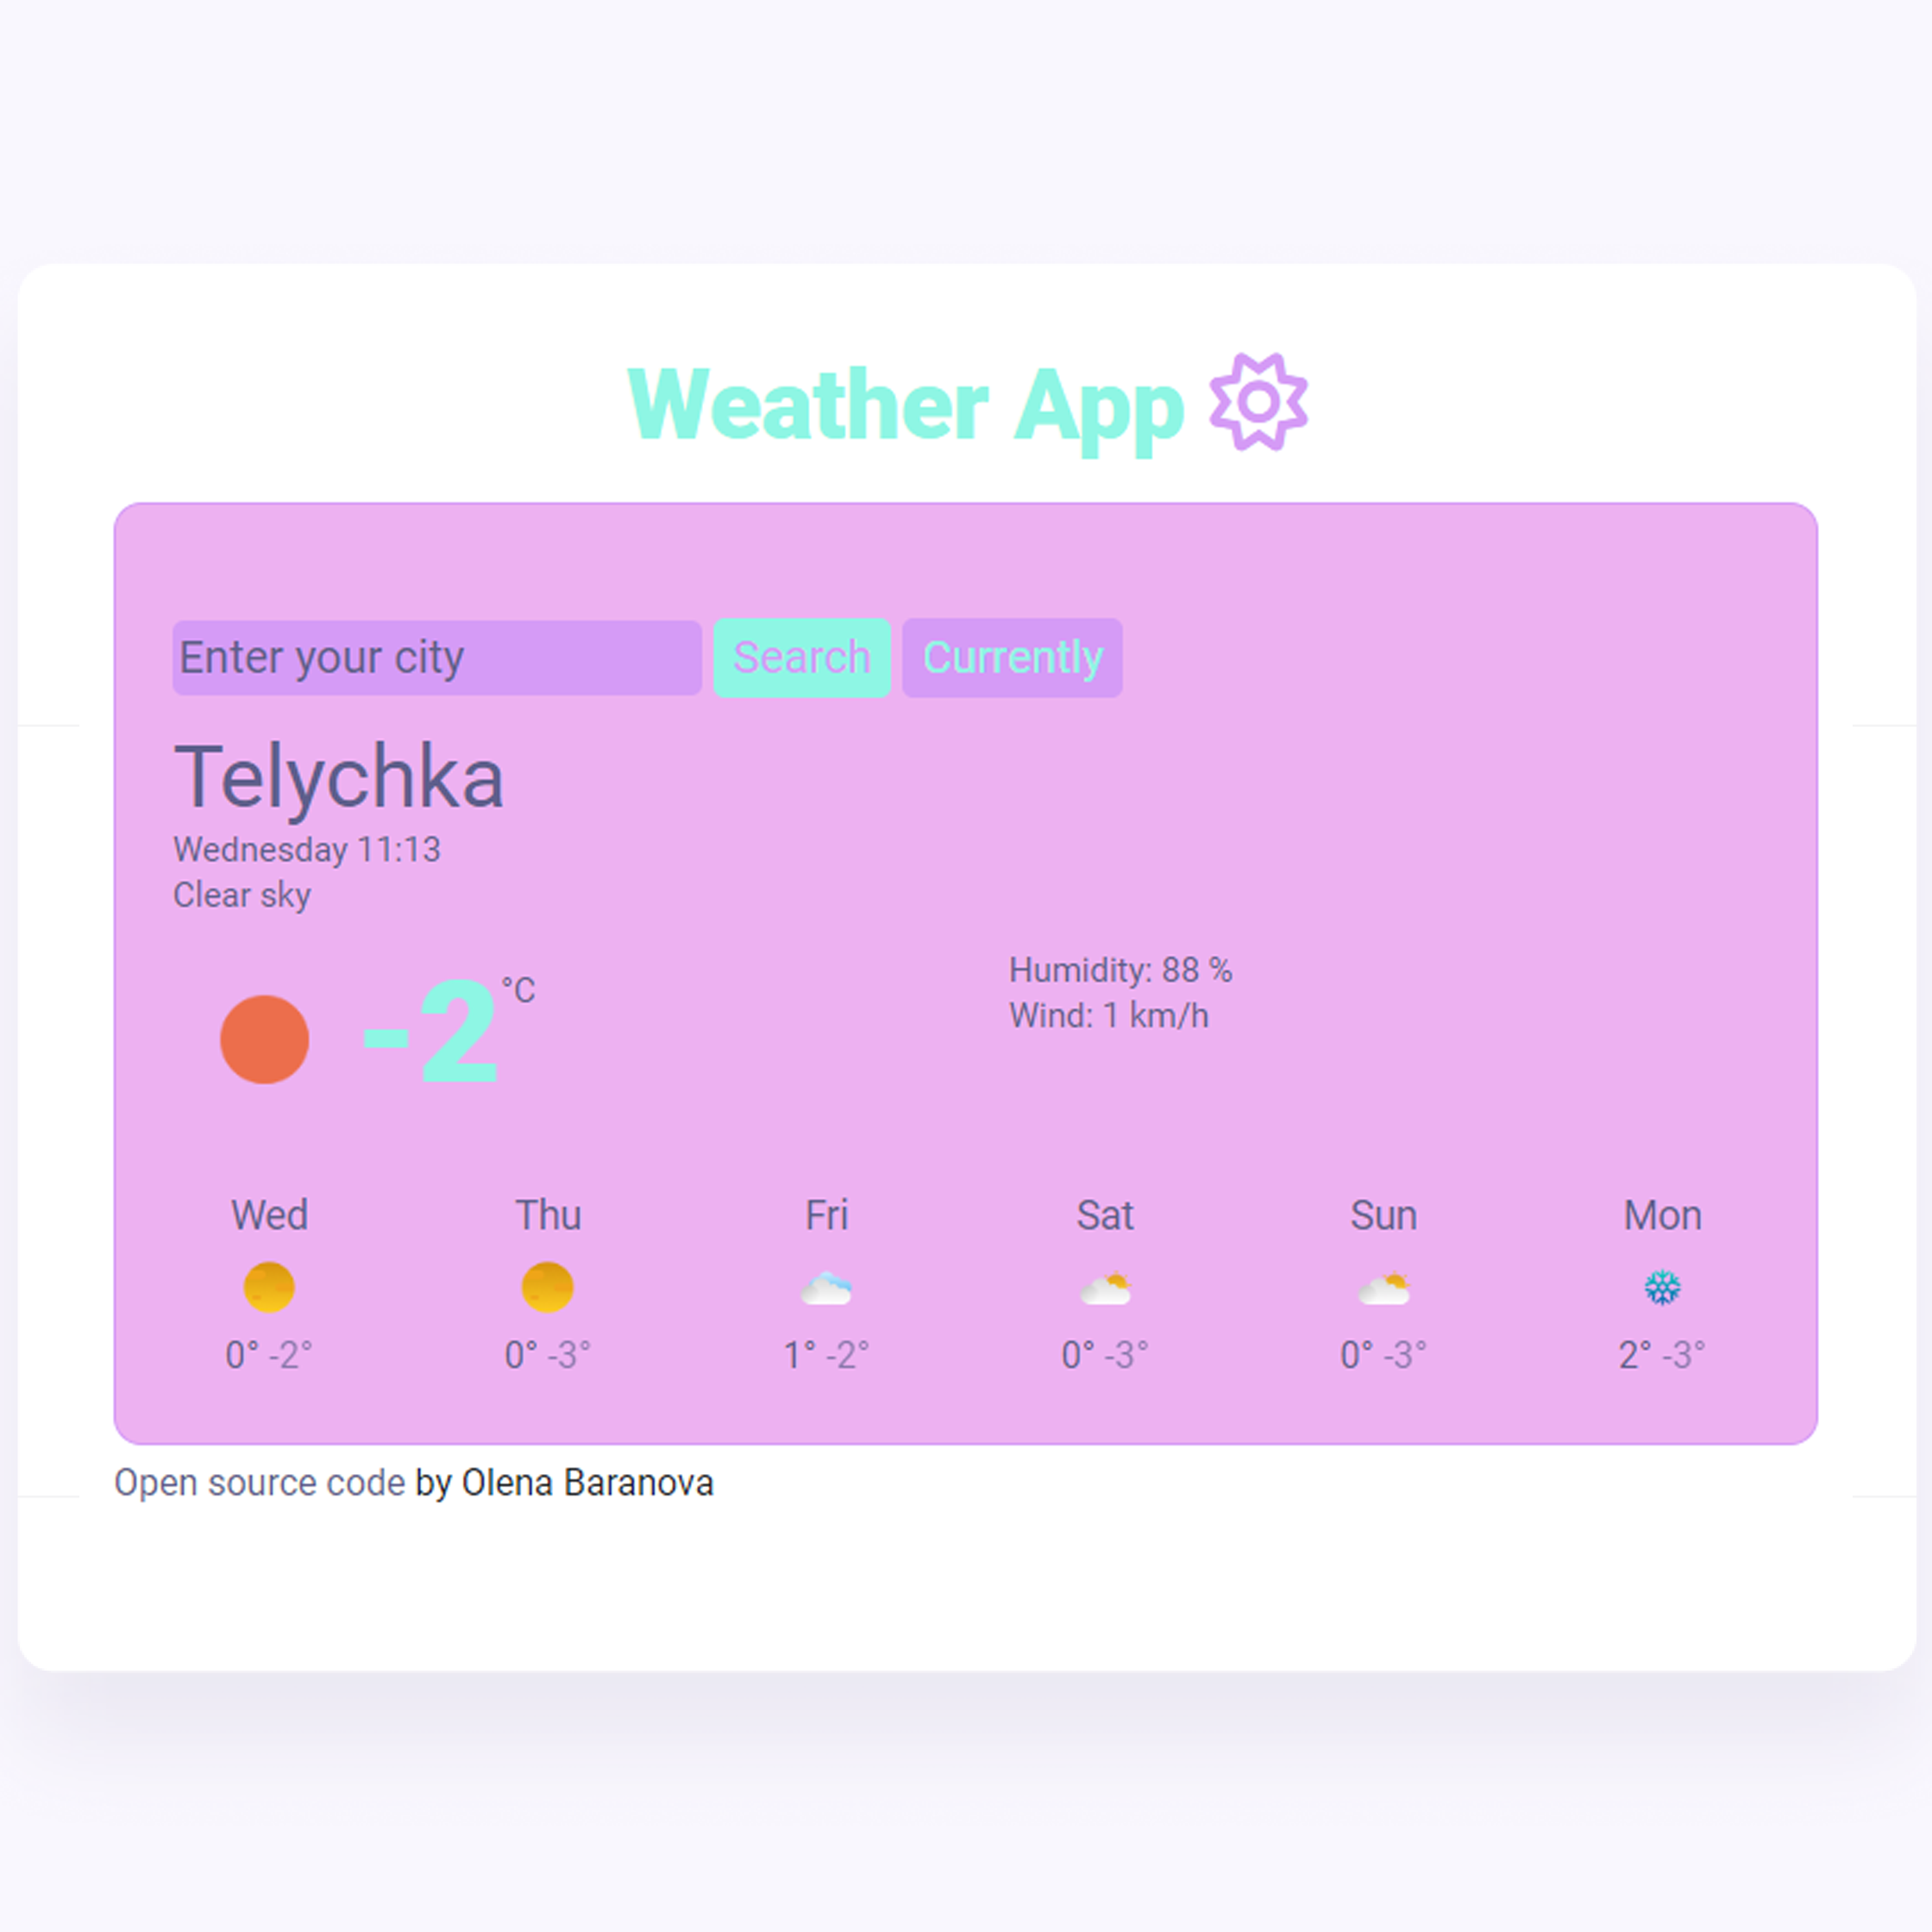 Weather App
Enter your city Search Currently
Telychka
Wednesday 11:13
Clear sky
-2 °C
Humidity: 88 %
Wind: 1 km/h
Wed Thu Fri Sat Sun Mon
0° -2° 0° -3° 1° -2° 0° -3° 0° -3° 2° -3°
Open source code by Olena Baranova